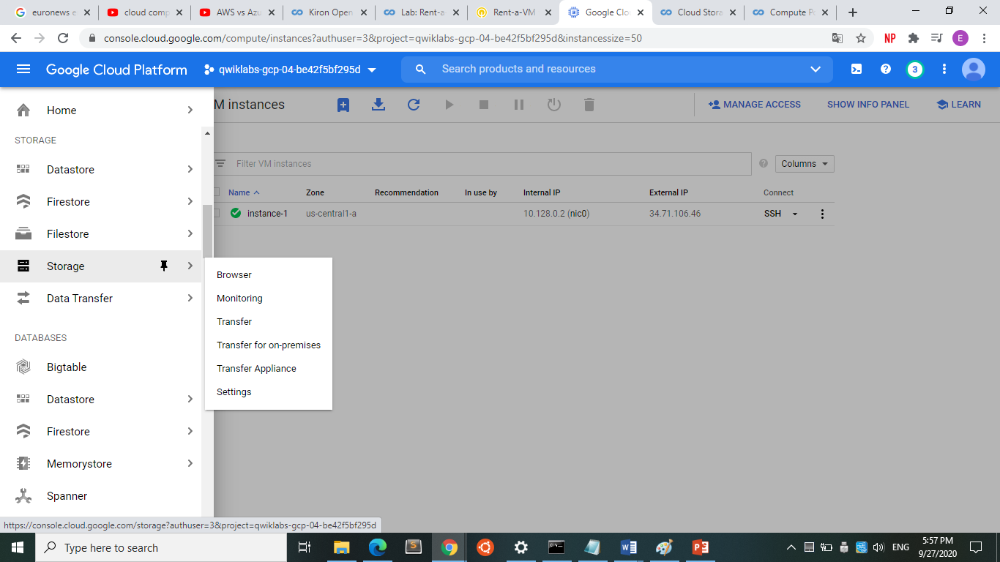 euronews e
cloud comp
AWS vs Azu
Kiron Open
Lab: Rent-a
Rent-a-VM
Google Clo
Cloud Stora
Compute Po
console.cloud.google.com/compute/instances?authuser=3&project=qwiklabs-gcp-04-be42f5bf295d&instancessize=50
NP
E
Google Cloud Platform
qwiklabs-gcp-04-be42f5bf295d
Search products and resources
3
Home
M instances
MANAGE ACCESS
SHOW INFO PANEL
LEARN
STORAGE
Datastore
Firestore
Filestore
Storage
Data Transfer
DATABASES
Bigtable
Datastore
Firestore
Memorystore
Spanner
Filter VM instances
Columns
Name Zone Recommendation In use by Internal IP External IP Connect
instance-1 us-central1-a 10.128.0.2 (nic0) 34.71.106.46 SSH
Browser
Monitoring
Transfer
Transfer for on-premises
Transfer Appliance
Settings
https://console.cloud.google.com/storage?authuser=3&project=qwiklabs-gcp-04-be42f5bf295d
Type here to search
ENG
5:57 PM
9/27/2020